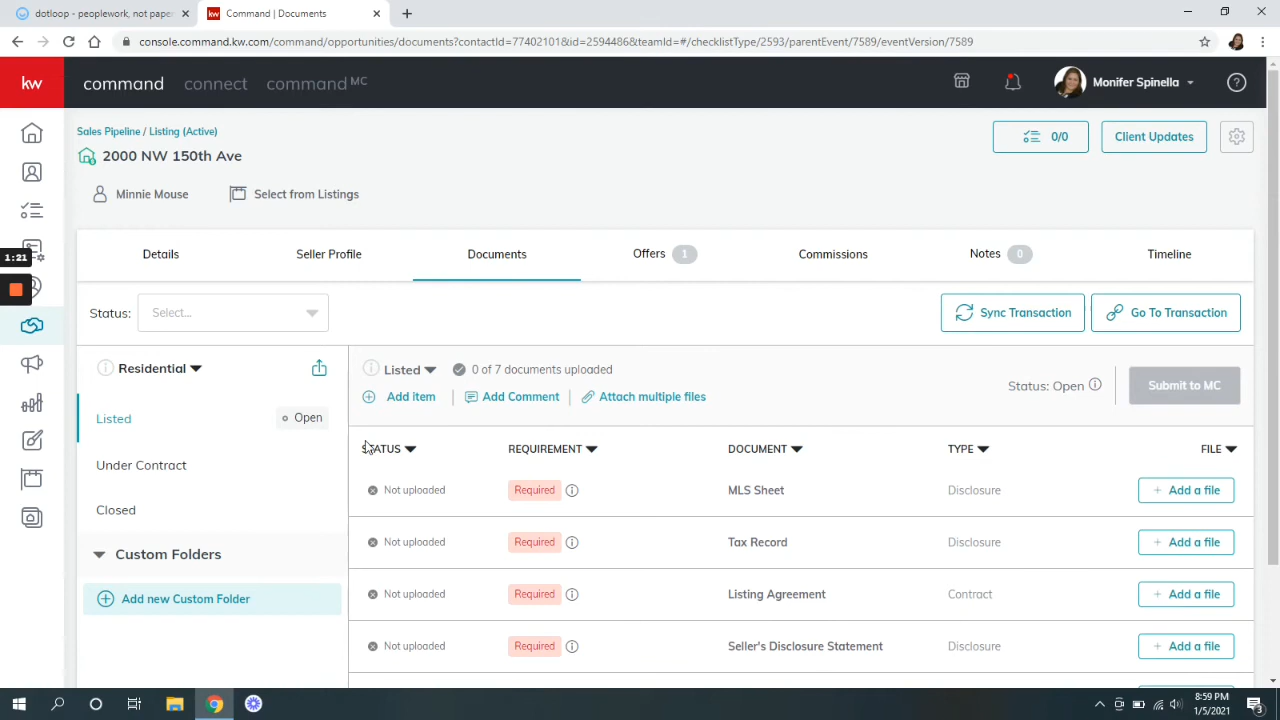 dotloop - peoplework, not paper
Command | Documents
console.command.kw.com/command/opportunities/documents?contactId=77402101&id=2594486&teamId=#/checklistType/2593/parentEvent/7589/eventVersion/7589
kw
command connect command MC
Monifer Spinella
Sales Pipeline / Listing (Active)
2000 NW 150th Ave
0/0
Client Updates
Minnie Mouse
Select from Listings
Details
Seller Profile
Documents
Offers 1
Commissions
Notes 0
Timeline
1:21
Status: Select...
Sync Transaction
Go To Transaction
Residential
Listed
0 of 7 documents uploaded
Add item
Add Comment
Attach multiple files
Status: Open
Submit to MC
Listed
Open
Under Contract
Closed
Custom Folders
Add new Custom Folder
STATUS REQUIREMENT DOCUMENT TYPE FILE
Not uploaded Required MLS Sheet Disclosure + Add a file
Not uploaded Required Tax Record Disclosure + Add a file
Not uploaded Required Listing Agreement Contract + Add a file
Not uploaded Required Seller's Disclosure Statement Disclosure + Add a file
8:59 PM
1/5/2021
3